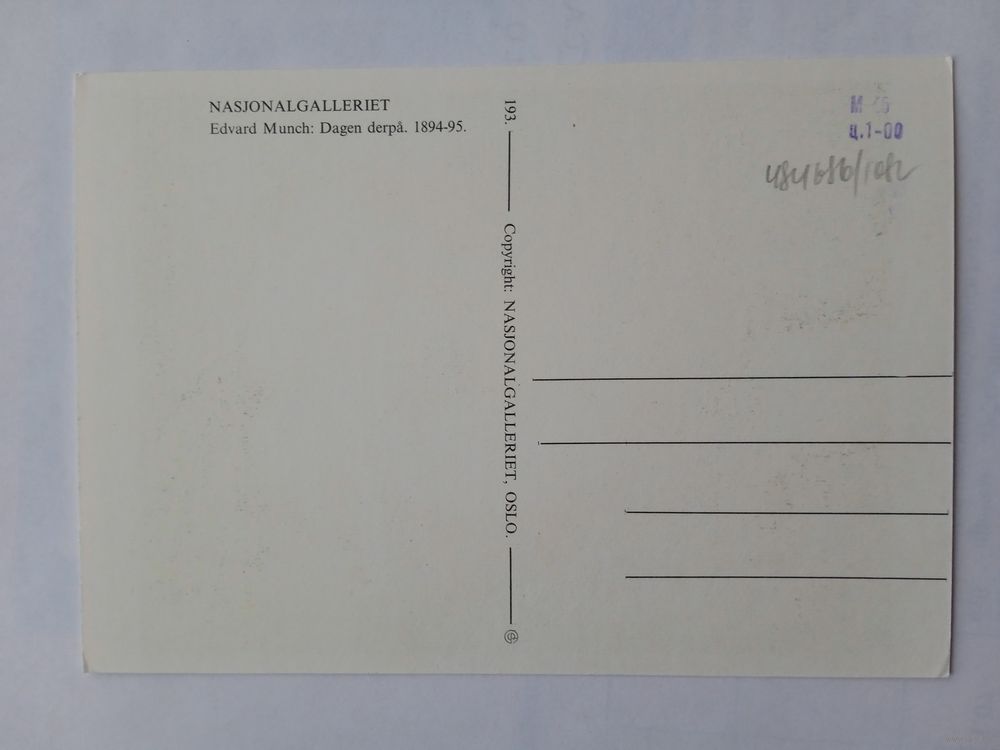 NASJONALGALLERIET
Edvard Munch: Dagen derpå. 1894-95.
193.
Copyright: NASJONALGALLERIET, OSLO.
ц.1-00